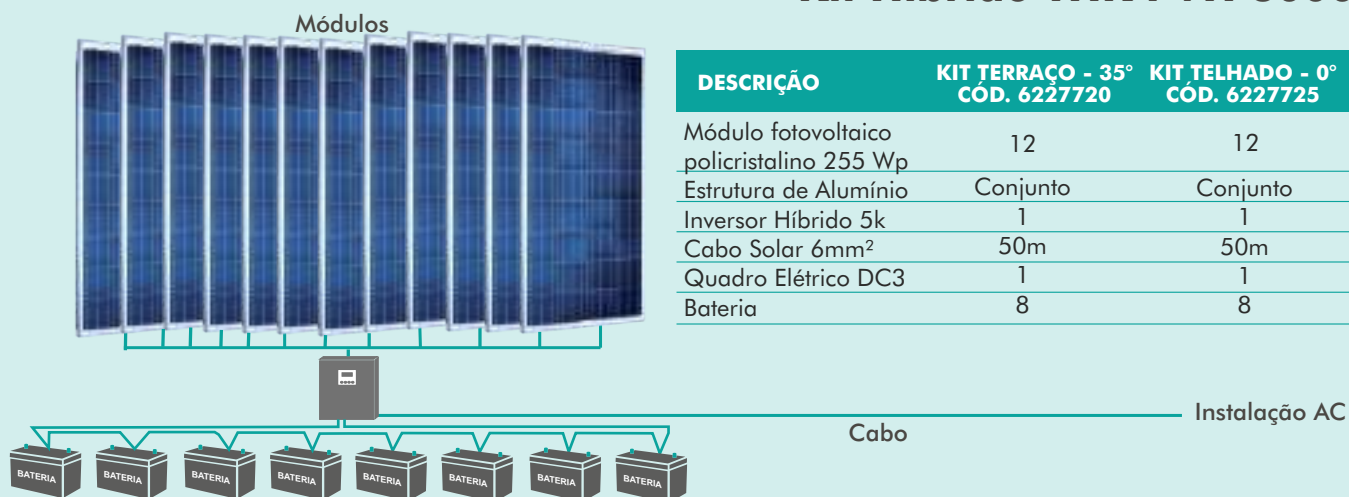 Módulos
DESCRIÇÃO KIT TERRAÇO - 35° KIT TELHADO - 0°
CÓD. 6227720 CÓD. 6227725
Módulo fotovoltaico
policristalino 255 Wp 12 12
Estrutura de Alumínio Conjunto Conjunto
Inversor Híbrido 5k 1 1
Cabo Solar 6mm² 50m 50m
Quadro Elétrico DC3 1 1
Bateria 8 8
Instalação AC
Cabo
BATERIA BATERIA BATERIA BATERIA BATERIA BATERIA BATERIA BATERIA